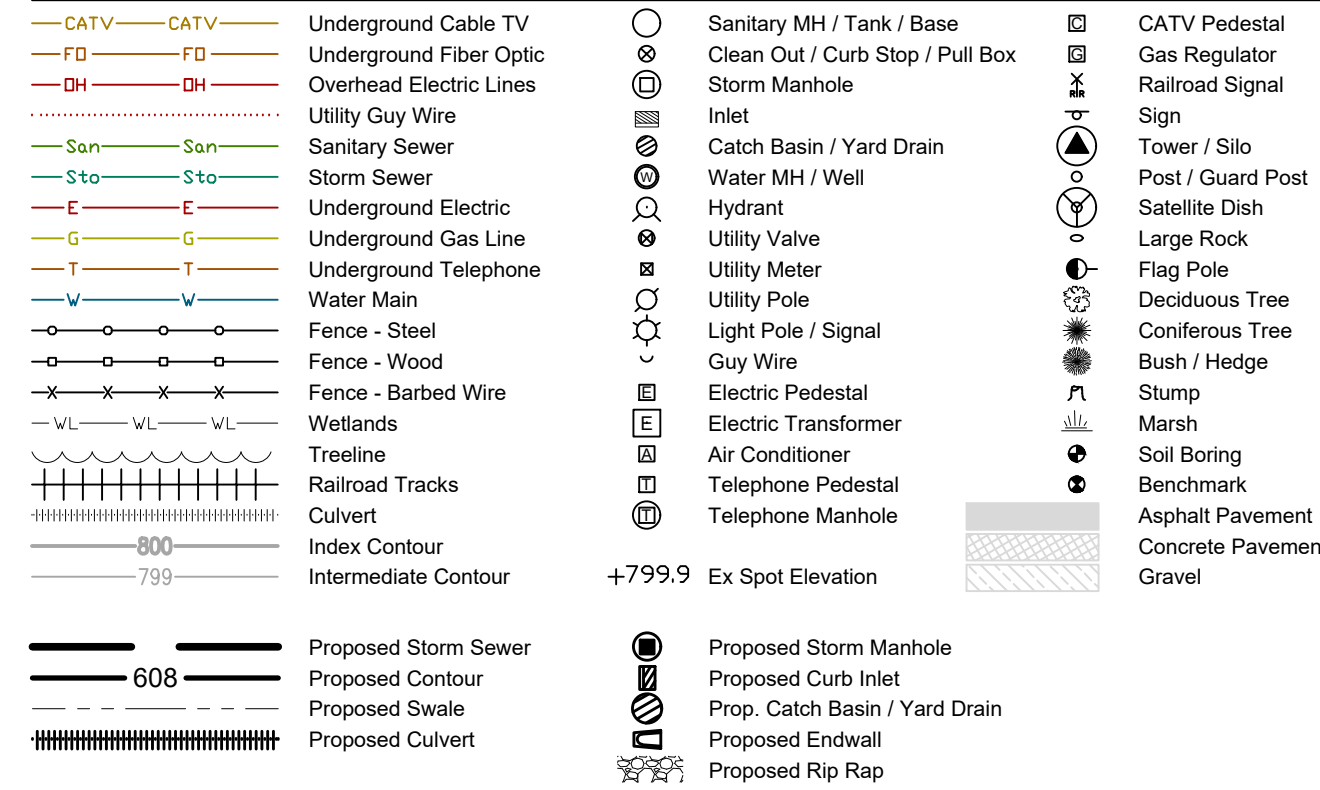 CATV CATV Underground Cable TV Sanitary MH / Tank / Base C CATV Pedestal
FO FO Underground Fiber Optic Clean Out / Curb Stop / Pull Box G Gas Regulator
OH OH Overhead Electric Lines Storm Manhole RR Railroad Signal
Utility Guy Wire Inlet Sign
San San Sanitary Sewer Catch Basin / Yard Drain Tower / Silo
Sto Sto Storm Sewer W Water MH / Well Post / Guard Post
E E Underground Electric Hydrant Satellite Dish
G G Underground Gas Line Utility Valve Large Rock
T T Underground Telephone Utility Meter Flag Pole
W W Water Main Utility Pole Deciduous Tree
Fence - Steel Light Pole / Signal Coniferous Tree
Fence - Wood Guy Wire Bush / Hedge
Fence - Barbed Wire E Electric Pedestal Stump
WL WL WL Wetlands E Electric Transformer Marsh
Treeline A Air Conditioner Soil Boring
Railroad Tracks T Telephone Pedestal Benchmark
Culvert T Telephone Manhole Asphalt Pavement
800 Index Contour Concrete Pavemen
799 Intermediate Contour +799.9 Ex Spot Elevation Gravel
Proposed Storm Sewer Proposed Storm Manhole
608 Proposed Contour Proposed Curb Inlet
Proposed Swale Prop. Catch Basin / Yard Drain
Proposed Culvert Proposed Endwall
Proposed Rip Rap